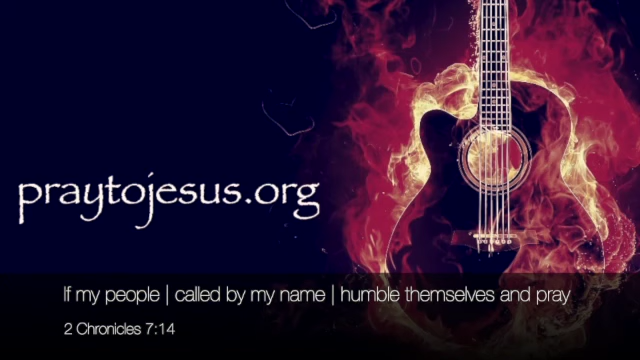 praytojesus.org
If my people | called by my name | humble themselves and pray
2 Chronicles 7:14